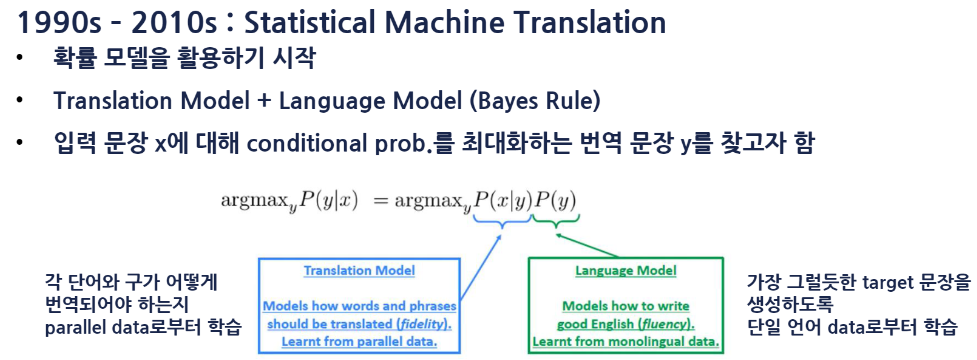 1990s - 2010s : Statistical Machine Translation
• 확률 모델을 활용하기 시작
• Translation Model + Language Model (Bayes Rule)
• 입력 문장 x에 대해 conditional prob.를 최대화하는 번역 문장 y를 찾고자 함
argmax_y P(y|x) = argmax_y P(x|y)P(y)
각 단어와 구가 어떻게
번역되어야 하는지
parallel data로부터 학습
Translation Model
Models how words and phrases
should be translated (fidelity).
Learnt from parallel data.
Language Model
Models how to write
good English (fluency).
Learnt from monolingual data.
가장 그럴듯한 target 문장을
생성하도록
단일 언어 data로부터 학습